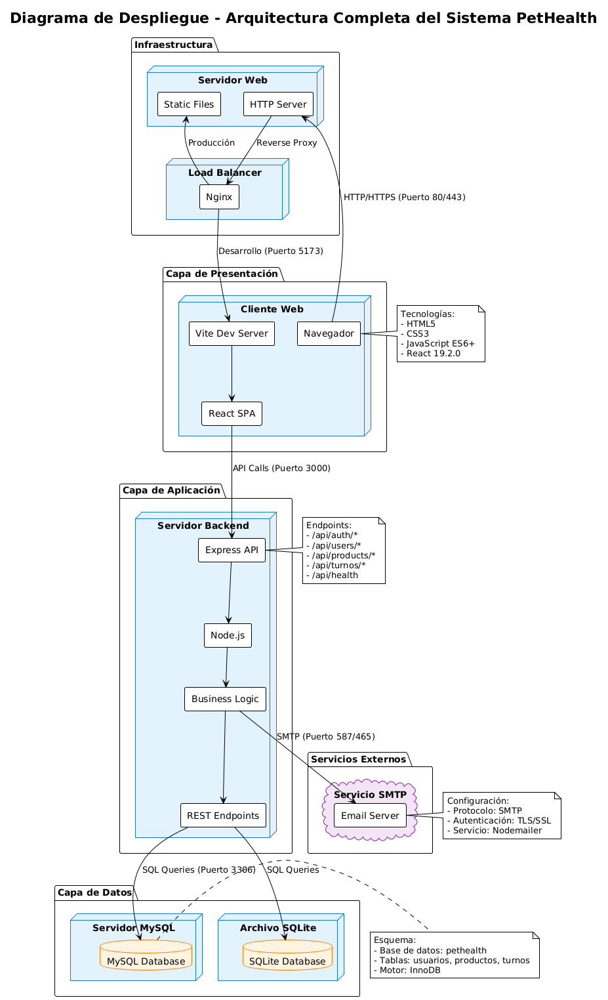 Diagrama de Despliegue - Arquitectura Completa del Sistema PetHealth
Infraestructura
Servidor Web
Static Files
HTTP Server
Producción
Reverse Proxy
Load Balancer
Nginx
HTTP/HTTPS (Puerto 80/443)
Desarrollo (Puerto 5173)
Capa de Presentación
Cliente Web
Vite Dev Server
Navegador
Tecnologías:
- HTML5
- CSS3
- JavaScript ES6+
- React 19.2.0
React SPA
API Calls (Puerto 3000)
Capa de Aplicación
Servidor Backend
Express API
Endpoints:
- /api/auth/*
- /api/users/*
- /api/products/*
- /api/turnos/*
- /api/health
Node.js
Business Logic
SMTP (Puerto 587/465)
Servicios Externos
Servicio SMTP
Email Server
Configuración:
- Protocolo: SMTP
- Autenticación: TLS/SSL
- Servicio: Nodemailer
REST Endpoints
SQL Queries (Puerto 3306)
SQL Queries
Capa de Datos
Servidor MySQL
MySQL Database
Archivo SQLite
SQLite Database
Esquema:
- Base de datos: pethealth
- Tablas: usuarios, productos, turnos
- Motor: InnoDB